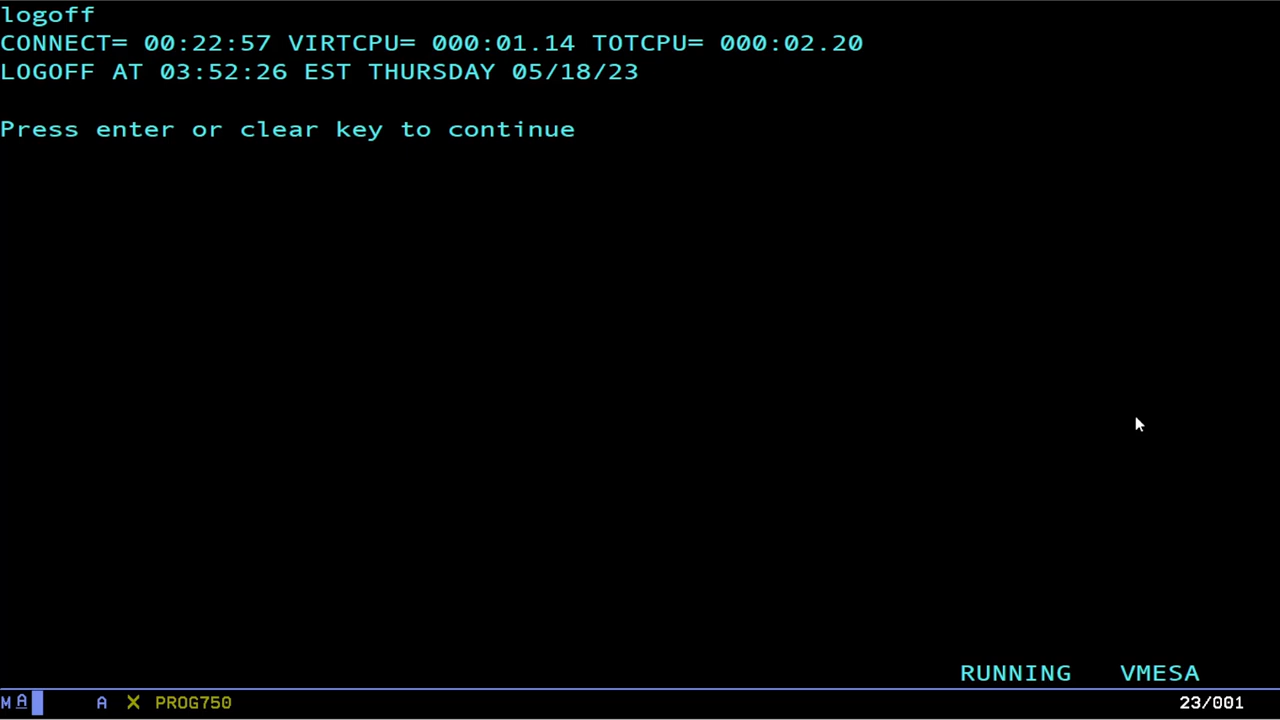 logoff
CONNECT= 00:22:57 VIRTCPU= 000:01.14 TOTCPU= 000:02.20
LOGOFF AT 03:52:26 EST THURSDAY 05/18/23
Press enter or clear key to continue
RUNNING VMESA
M A A X PROG750 23/001